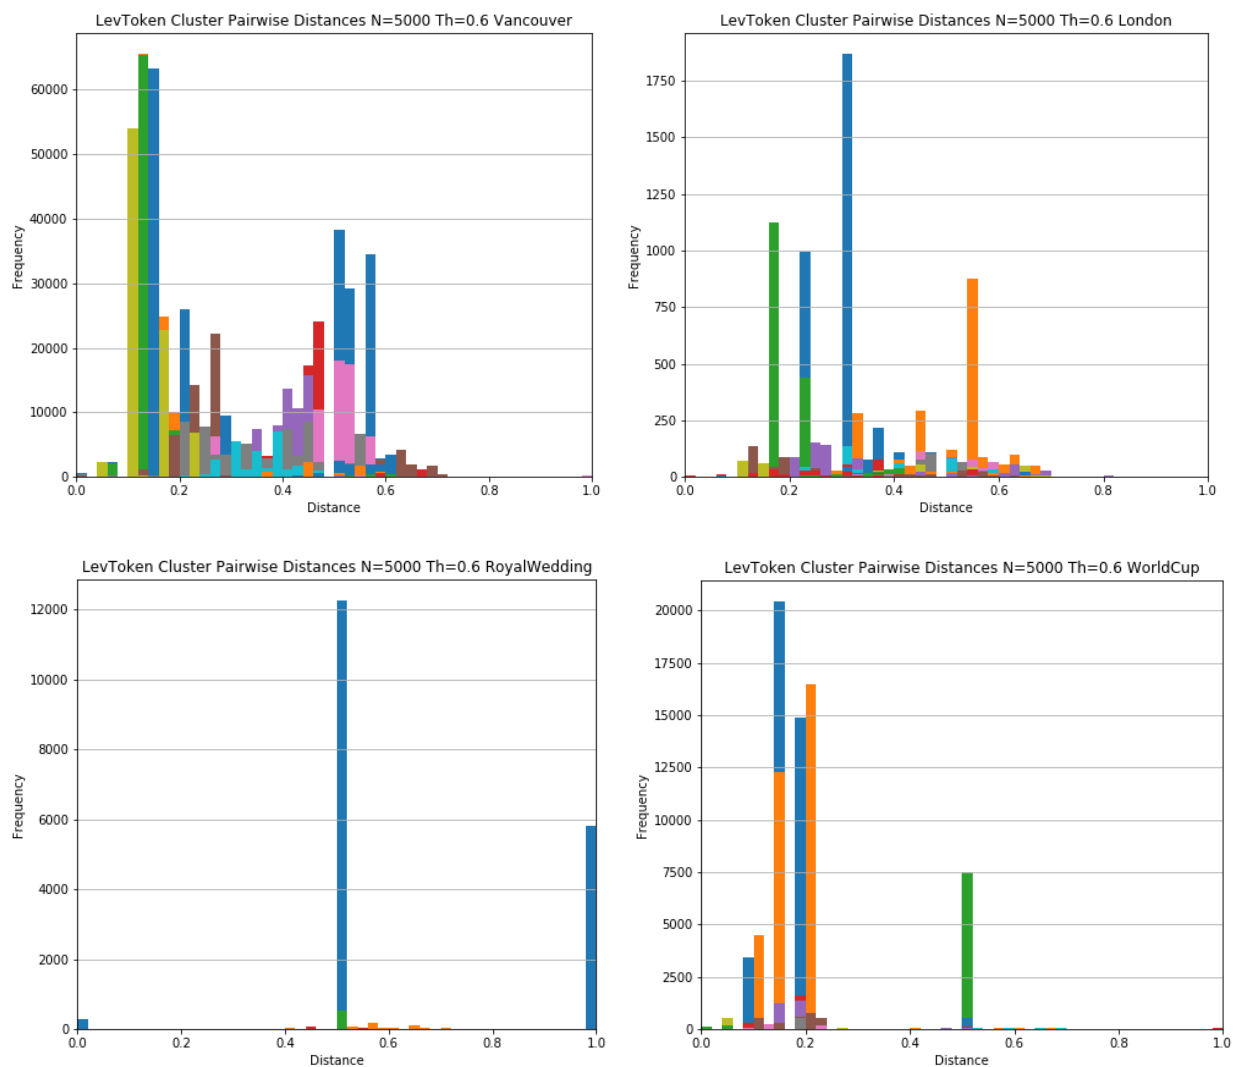 LevToken Cluster Pairwise Distances N=5000 Th=0.6 Vancouver
60000
50000
40000
30000
20000
10000
0
Frequency
0.0 0.2 0.4 0.6 0.8 1.0
Distance
LevToken Cluster Pairwise Distances N=5000 Th=0.6 London
1750
1500
1250
1000
750
500
250
0
Frequency
0.0 0.2 0.4 0.6 0.8 1.0
Distance
LevToken Cluster Pairwise Distances N=5000 Th=0.6 RoyalWedding
12000
10000
8000
6000
4000
2000
0
Frequency
0.0 0.2 0.4 0.6 0.8 1.0
Distance
LevToken Cluster Pairwise Distances N=5000 Th=0.6 WorldCup
20000
17500
15000
12500
10000
7500
5000
2500
0
Frequency
0.0 0.2 0.4 0.6 0.8 1.0
Distance